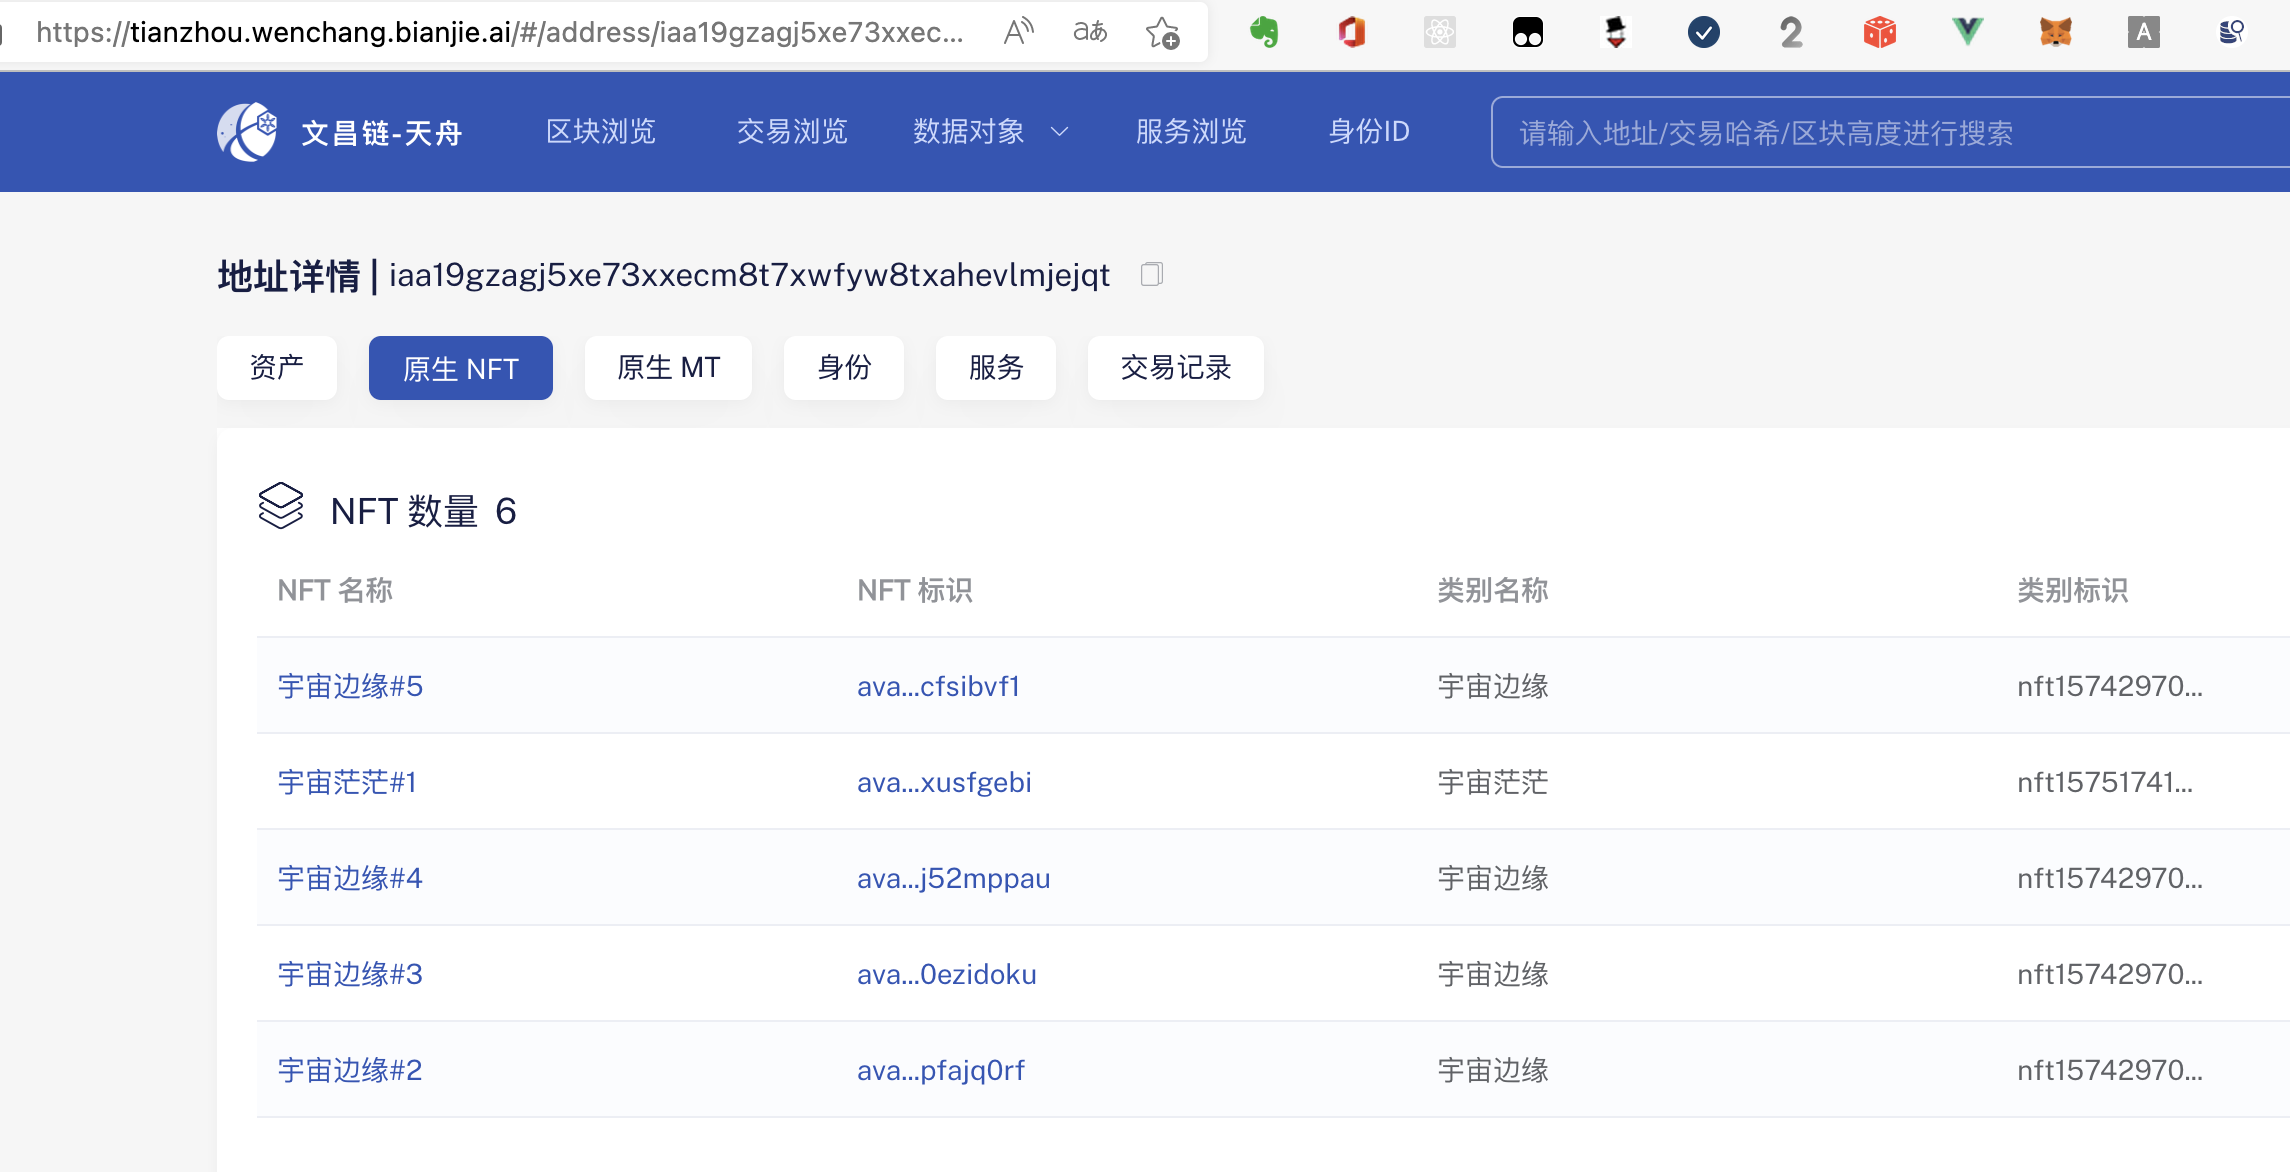 https://tianzhou.wenchang.bianjie.ai/#/address/iaa19gzagj5xe73xxec...
文昌链-天舟 区块浏览 交易浏览 数据对象 服务浏览 身份ID 请输入地址/交易哈希/区块高度进行搜索
地址详情 | iaa19gzagj5xe73xxecm8t7xwfyw8txahevlmjejqt
资产 原生 NFT 原生 MT 身份 服务 交易记录
NFT 数量 6
NFT 名称 NFT 标识 类别名称 类别标识
宇宙边缘#5 ava...cfsibvf1 宇宙边缘 nft15742970...
宇宙茫茫#1 ava...xusfgebi 宇宙茫茫 nft15751741...
宇宙边缘#4 ava...j52mppau 宇宙边缘 nft15742970...
宇宙边缘#3 ava...0ezidoku 宇宙边缘 nft15742970...
宇宙边缘#2 ava...pfajq0rf 宇宙边缘 nft15742970...